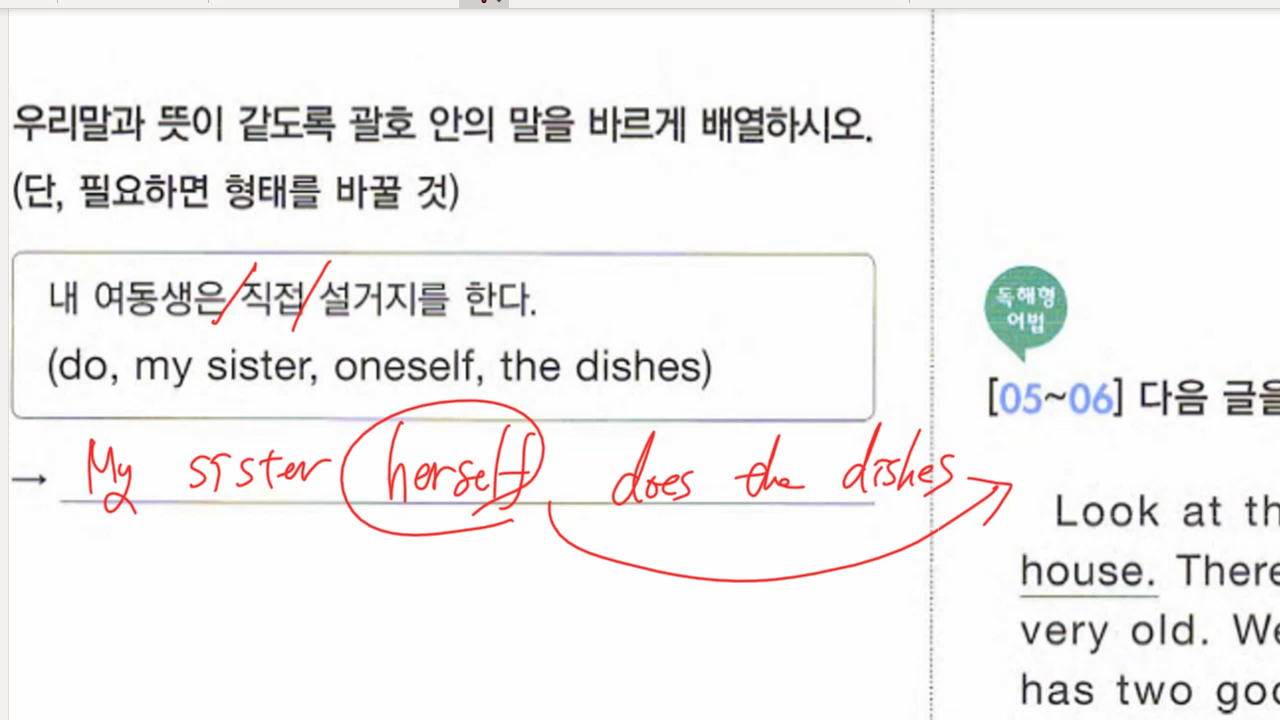 우리말과 뜻이 같도록 괄호 안의 말을 바르게 배열하시오.
(단, 필요하면 형태를 바꿀 것)
내 여동생은 직접 설거지를 한다.
(do, my sister, oneself, the dishes)
→ My sister herself does the dishes
독해형
어법
[05~06] 다음 글을
Look at th
house. There
very old. We
has two goo